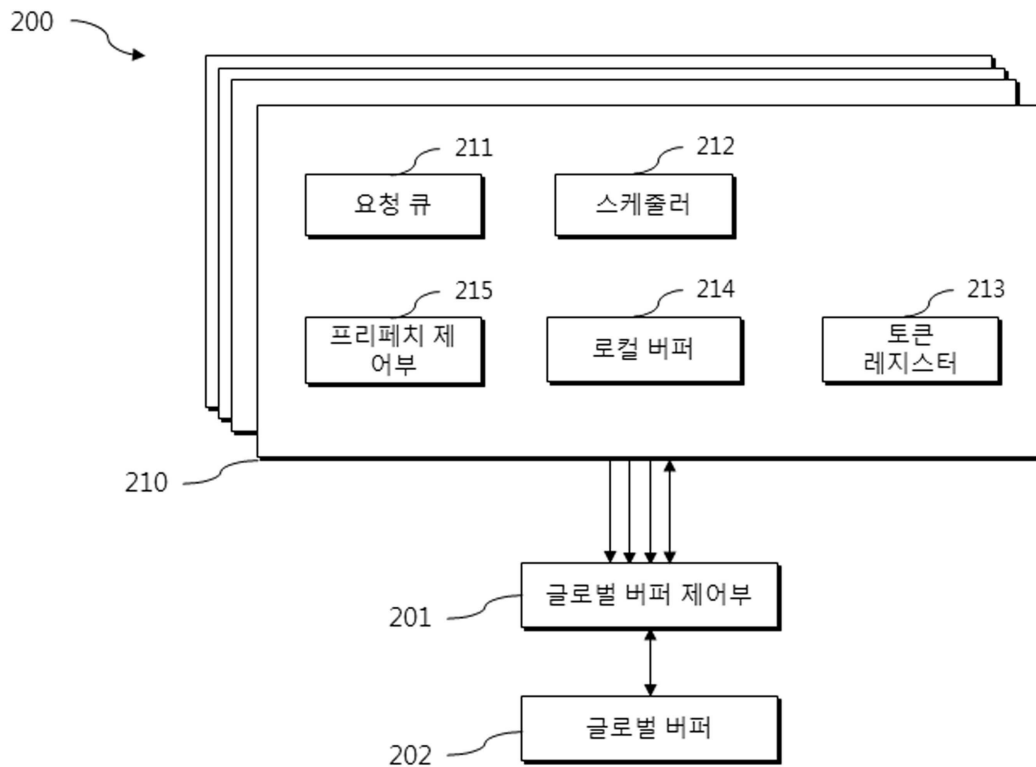 200
211
212
요청 큐
스케줄러
215
214
213
프리페치 제
어부
로컬 버퍼
토큰
레지스터
210
글로벌 버퍼 제어부
201
글로벌 버퍼
202